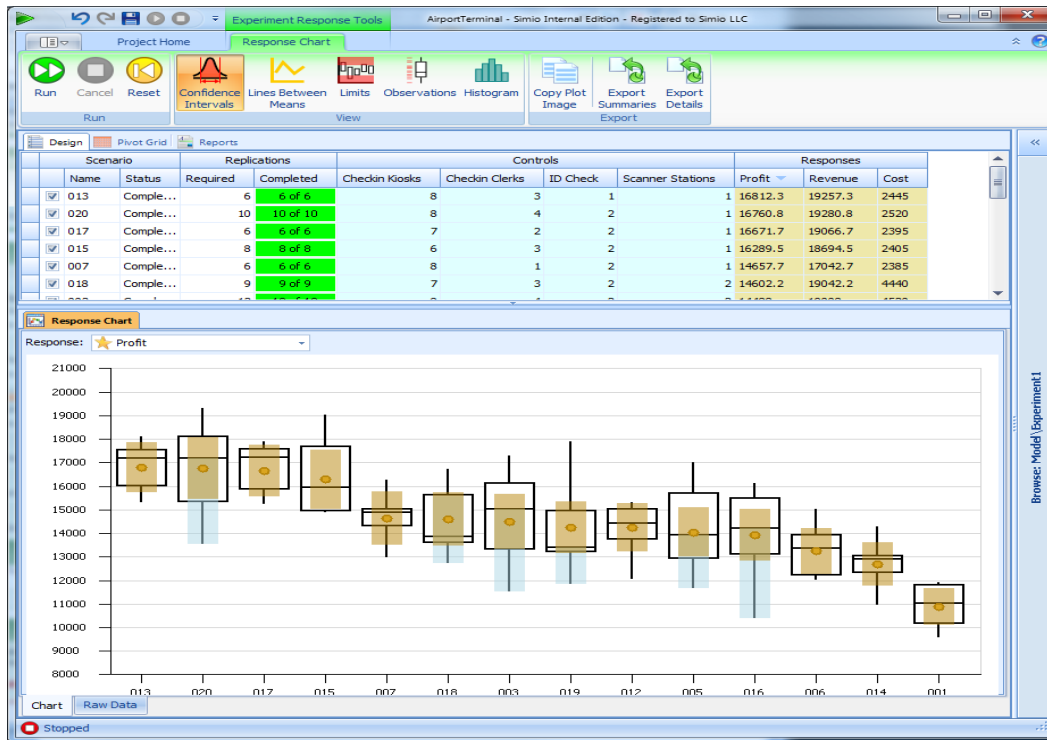 Experiment Response Tools
AirportTerminal - Simio Internal Edition - Registered to Simio LLC
Project Home
Response Chart
Run
Cancel
Reset
Confidence Intervals
Lines Between Means
Limits
Observations
Histogram
Copy Plot Image
Export Summaries
Export Details
Run
View
Export
Design Pivot Grid Reports
Scenario Replications Controls Responses
Name Status Required Completed Checkin Kiosks Checkin Clerks ID Check Scanner Stations Profit Revenue Cost
013 Comple... 6 6 of 6 8 3 1 1 16812.3 19257.3 2445
020 Comple... 10 10 of 10 8 4 2 1 16760.8 19280.8 2520
017 Comple... 6 6 of 6 7 2 2 1 16671.7 19066.7 2395
015 Comple... 8 8 of 8 6 3 2 1 16289.5 18694.5 2405
007 Comple... 6 6 of 6 8 1 2 1 14657.7 17042.7 2385
018 Comple... 9 9 of 9 7 3 2 2 14602.2 19042.2 4440
Response Chart
Response: Profit
21000
20000
19000
18000
17000
16000
15000
14000
13000
12000
11000
10000
9000
8000
013 020 017 015 007 018 003 019 012 005 016 006 014 001
Chart Raw Data
Stopped
Browse: Model\Experiment1